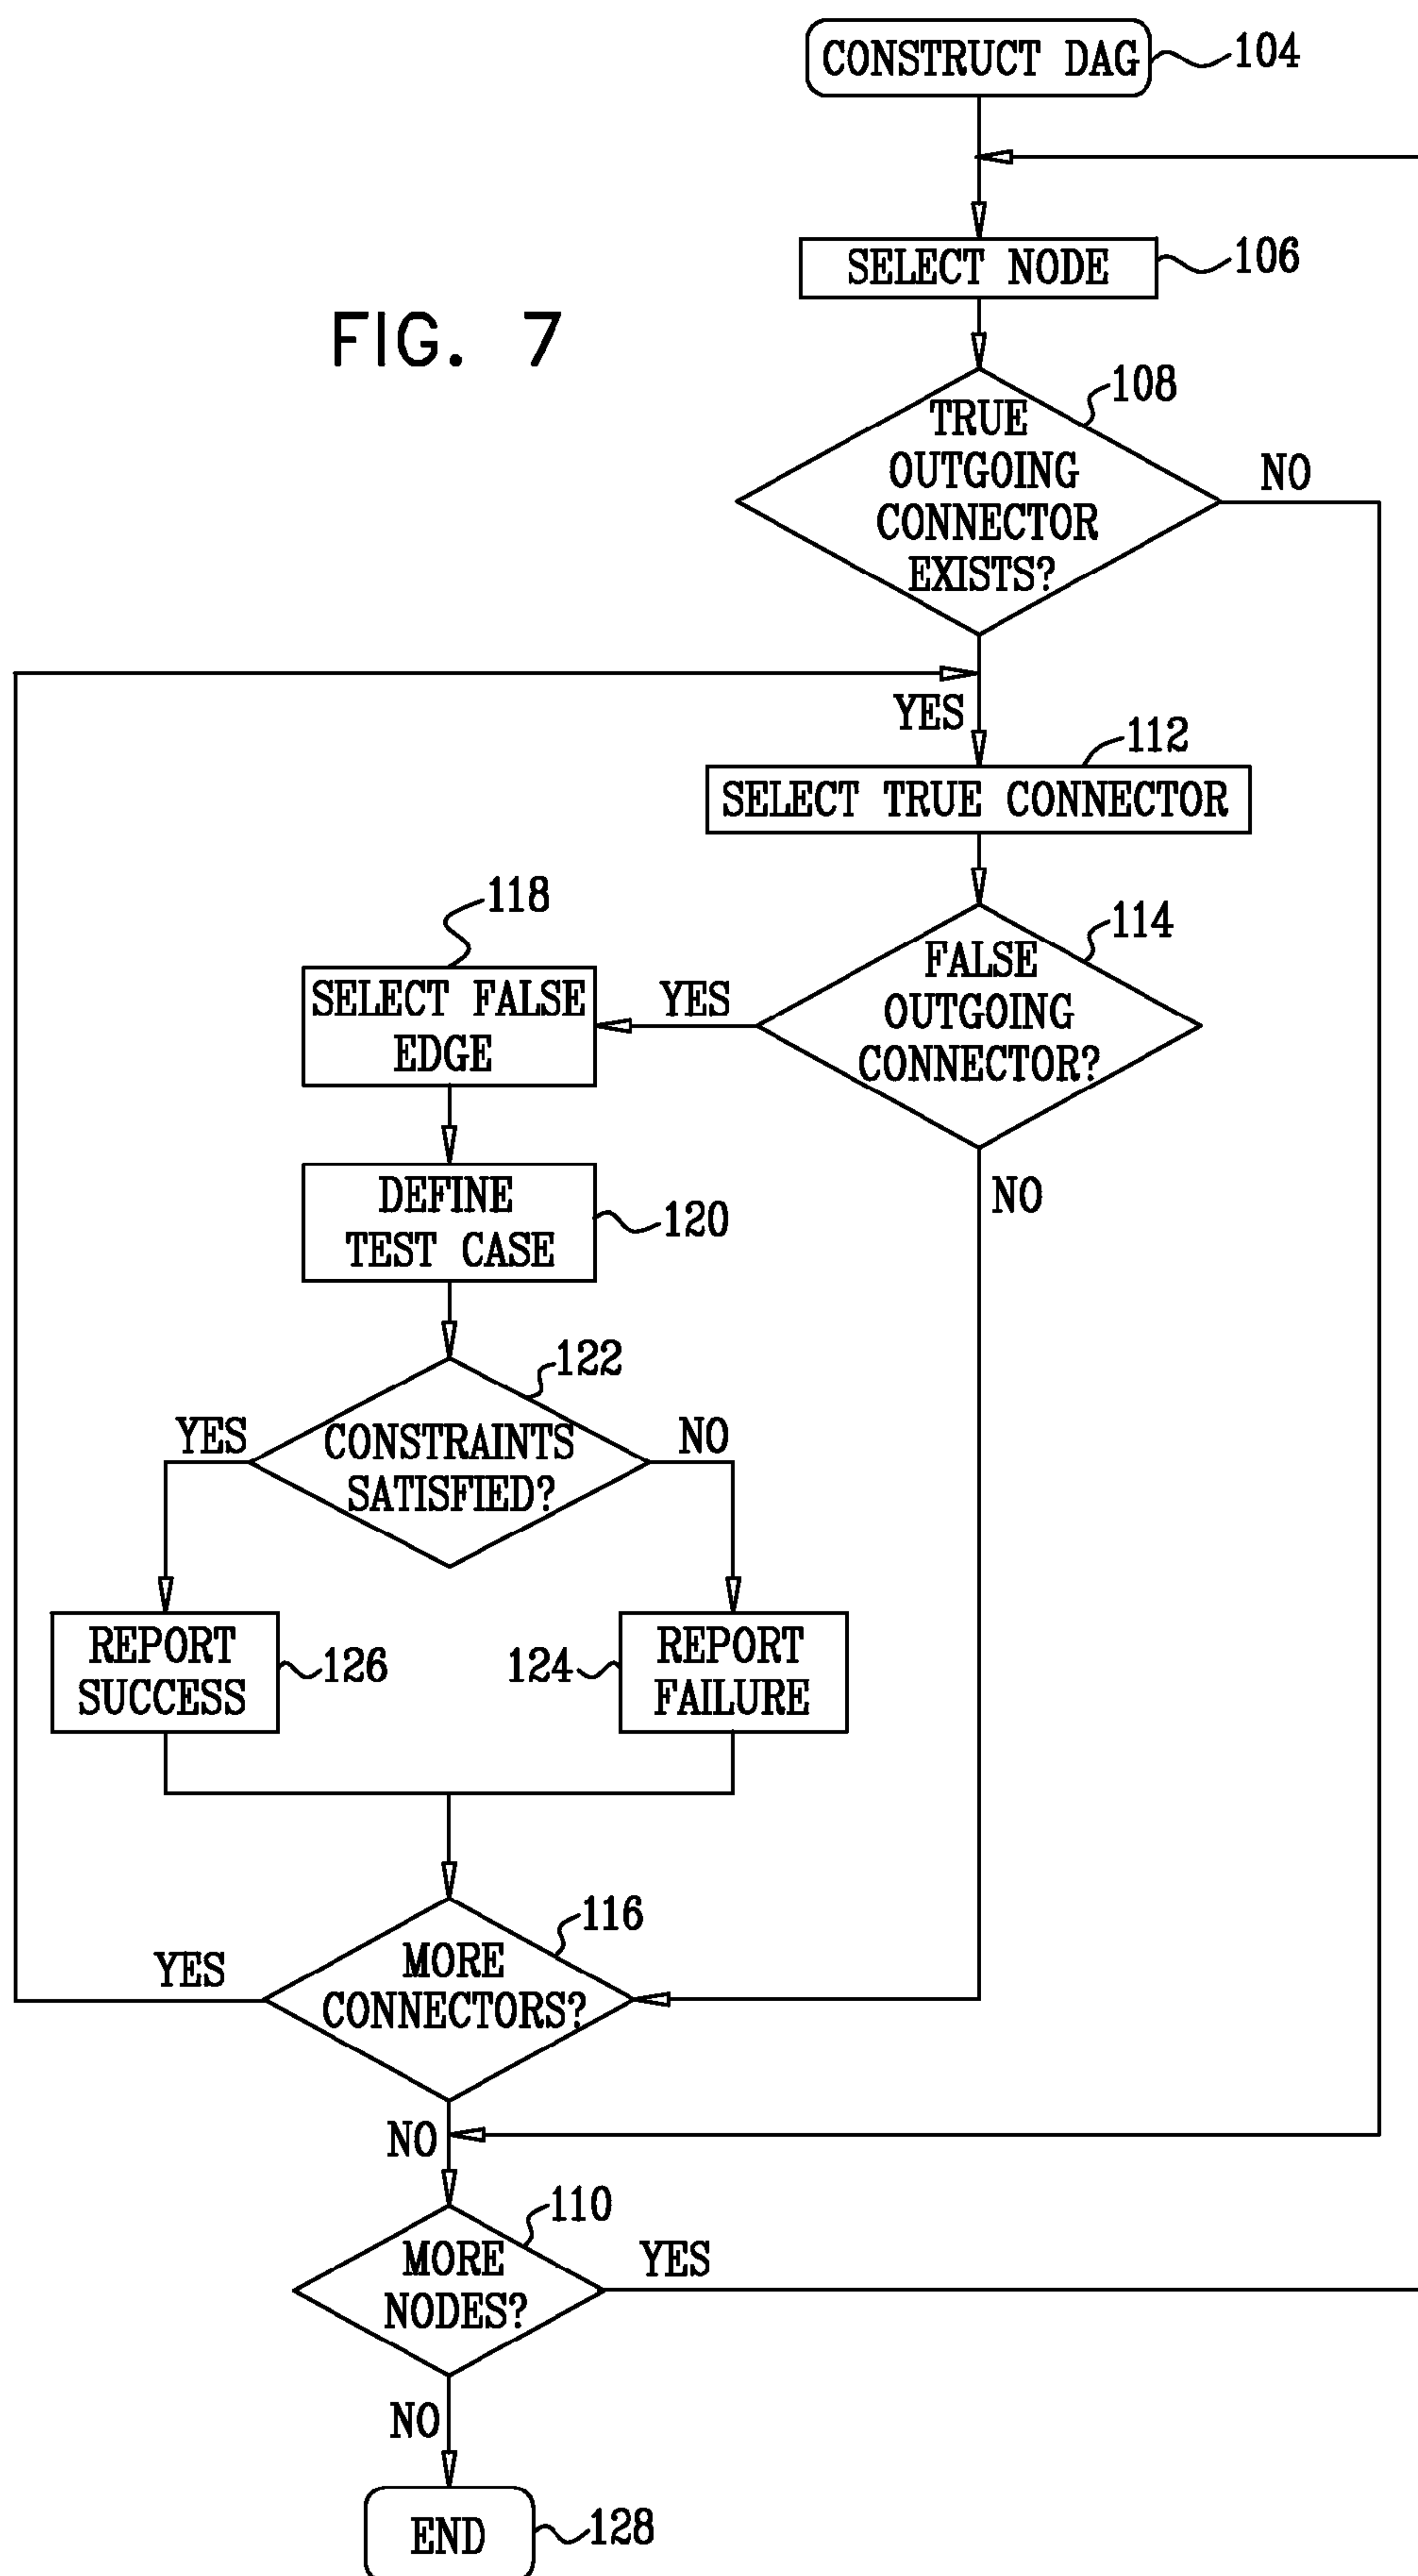 CONSTRUCT DAG
104
SELECT NODE
106
FIG. 7
108
TRUE
OUTGOING
CONNECTOR
EXISTS?
NO
YES
112
SELECT TRUE CONNECTOR
118
114
SELECT FALSE
EDGE
YES
FALSE
OUTGOING
CONNECTOR?
NO
DEFINE
TEST CASE
120
122
YES
CONSTRAINTS
SATISFIED?
NO
REPORT
SUCCESS
126
124
REPORT
FAILURE
116
YES
MORE
CONNECTORS?
NO
110
MORE
NODES?
YES
NO
END
128